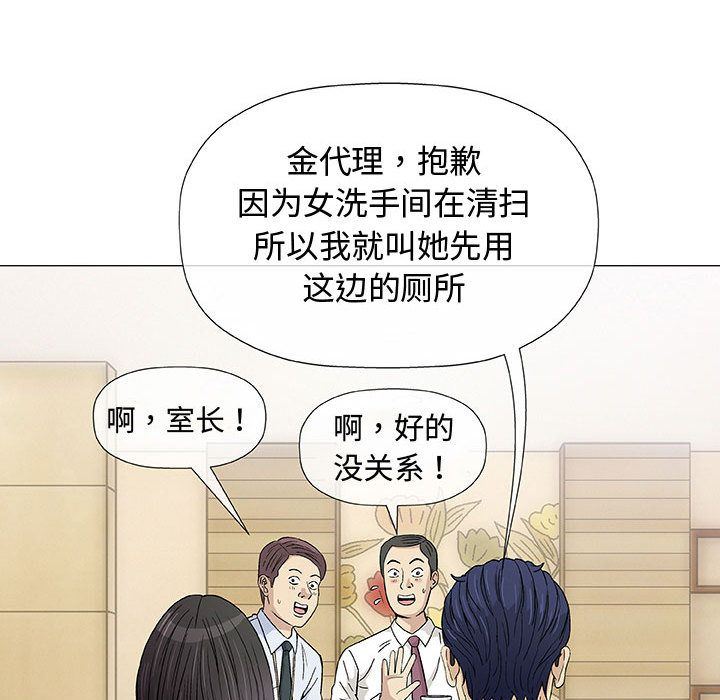 金代理，抱歉
因为女洗手间在清扫
所以我就叫她先用
这边的厕所
啊，室长！
啊，好的
没关系！